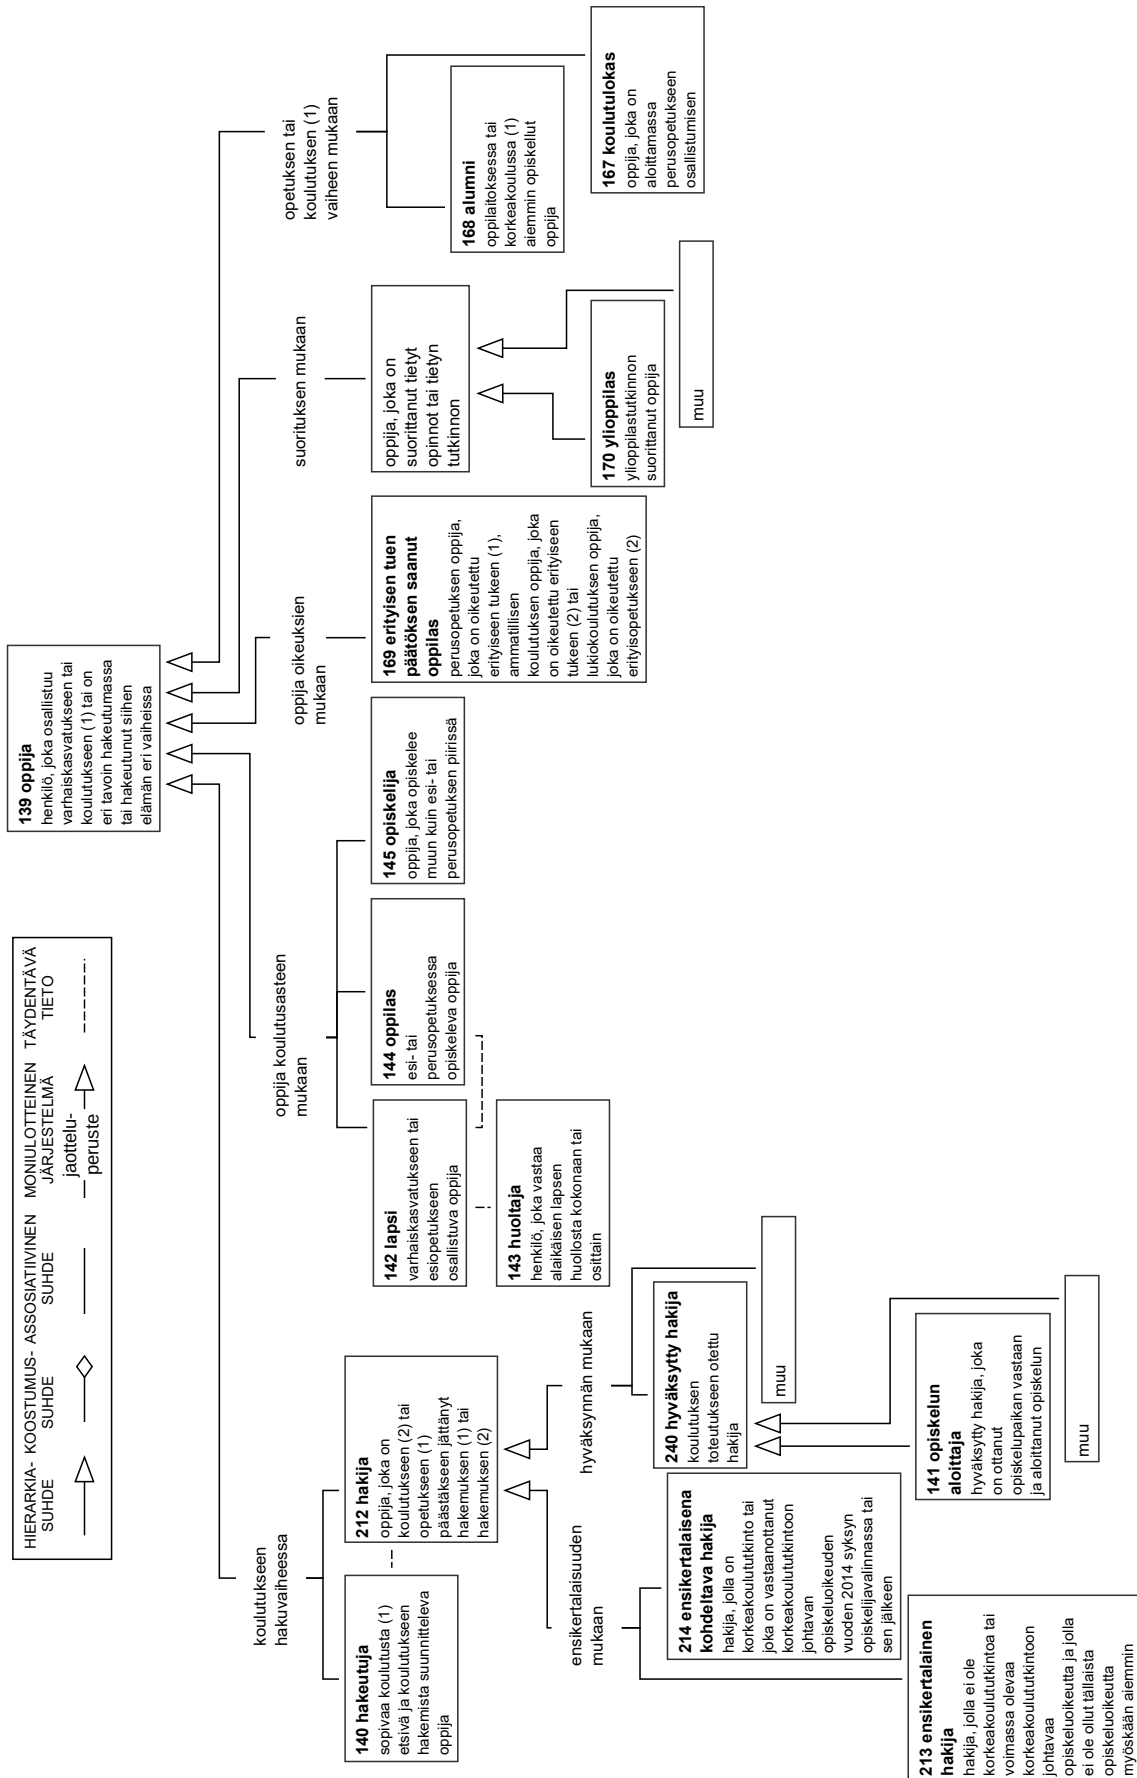 HIERARKIA-
SUHDE
KOOSTUMUS-
SUHDE
ASSOSIATIIVINEN
SUHDE
MONIULOTTEINEN
JÄRJESTELMÄ
jaottelu-
peruste
TÄYDENTÄVÄ
TIETO
139 oppija
henkilö, joka osallistuu
varhaiskasvatukseen tai
koulutukseen (1) tai on
eri tavoin hakeutumassa
tai hakeutunut siihen
elämän eri vaiheissa
koulutukseen
hakuvaiheessa
oppija koulutusasteen
mukaan
oppija oikeuksien
mukaan
suorituksen mukaan
opetuksen tai
koulutuksen (1)
vaiheen mukaan
140 hakeutuja
sopivaa koulutusta (1)
etsivä ja koulutukseen
hakemista suunnitteleva
oppija
212 hakija
oppija, joka on
koulutukseen (2) tai
opetukseen (1)
päästäkseen jättänyt
hakemuksen (1) tai
hakemuksen (2)
142 lapsi
varhaiskasvatukseen tai
esiopetukseen
osallistuva oppija
144 oppilas
esi- tai
perusopetuksessa
opiskeleva oppija
145 opiskelija
oppija, joka opiskelee
muun kuin esi- tai
perusopetuksen piirissä
169 erityisen tuen
päätöksen saanut
oppilas
perusopetuksen oppija,
joka on oikeutettu
erityiseen tukeen (1),
ammatillisen
koulutuksen oppija, joka
on oikeutettu erityiseen
tukeen (2) tai
lukiokoulutuksen oppija,
joka on oikeutettu
erityisopetukseen (2)
oppija, joka on
suorittanut tietyt
opinnot tai tietyn
tutkinnon
168 alumni
oppilaitoksessa tai
korkeakoulussa (1)
aiemmin opiskellut
oppija
167 koulutulokas
oppija, joka on
aloittamassa
perusopetukseen
osallistumisen
143 huoltaja
henkilö, joka vastaa
alaikäisen lapsen
huollosta kokonaan tai
osittain
170 ylioppilas
ylioppilastutkinnon
suorittanut oppija
muu
ensikertalaisuuden
mukaan
hyväksynnän mukaan
214 ensikertalaisena
kohdeltava hakija
hakija, jolla on
korkeakoulututkinto tai
joka on vastaanottanut
korkeakoulututkintoon
johtavan
opiskeluoikeuden
vuoden 2014 syksyn
opiskelijavalinnassa tai
sen jälkeen
240 hyväksytty hakija
koulutuksen
toteutukseen otettu
hakija
muu
213 ensikertalainen
hakija
hakija, jolla ei ole
korkeakoulututkintoa tai
voimassa olevaa
korkeakoulututkintoon
johtavaa
opiskeluoikeutta ja jolla
ei ole ollut tällaista
opiskeluoikeutta
myöskään aiemmin
141 opiskelun
aloittaja
hyväksytty hakija, joka
on ottanut
opiskelupaikan vastaan
ja aloittanut opiskelun
muu